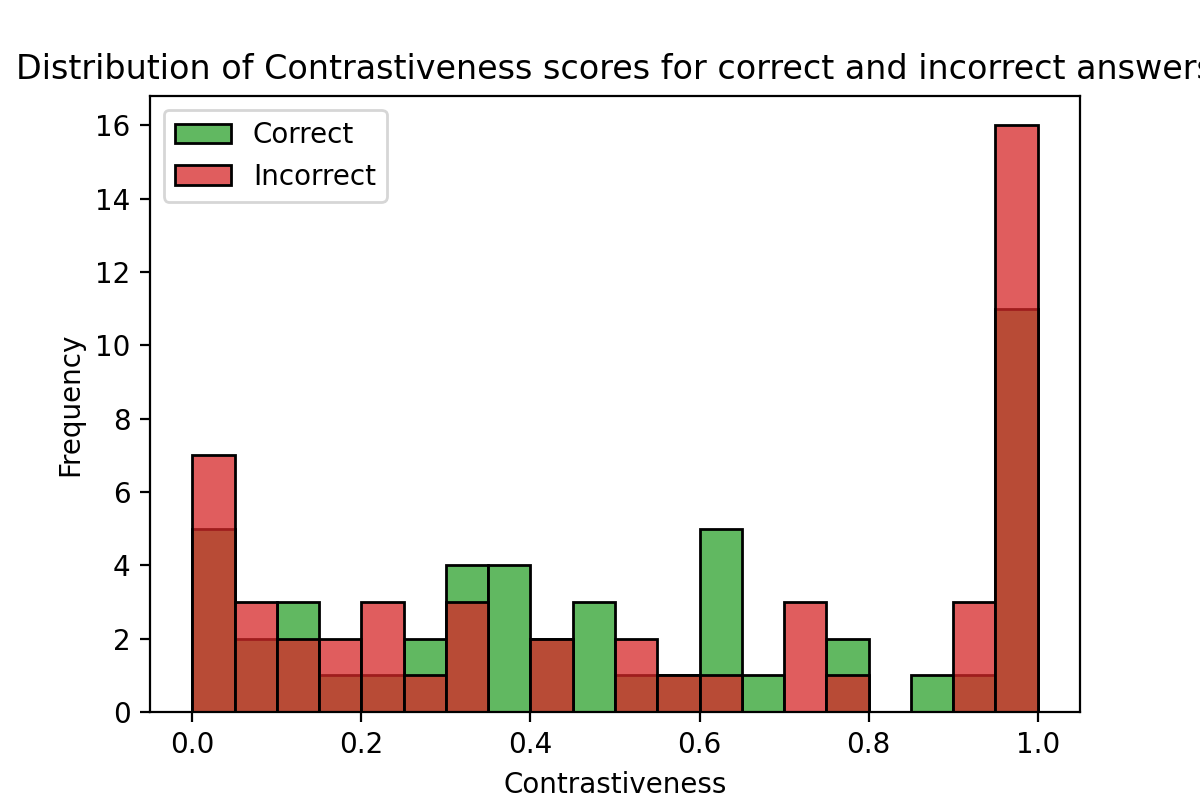 Distribution of Contrastiveness scores for correct and incorrect answers
Correct
Incorrect
16
14
12
10
8
6
4
2
0
Frequency
0.0 0.2 0.4 0.6 0.8 1.0
Contrastiveness